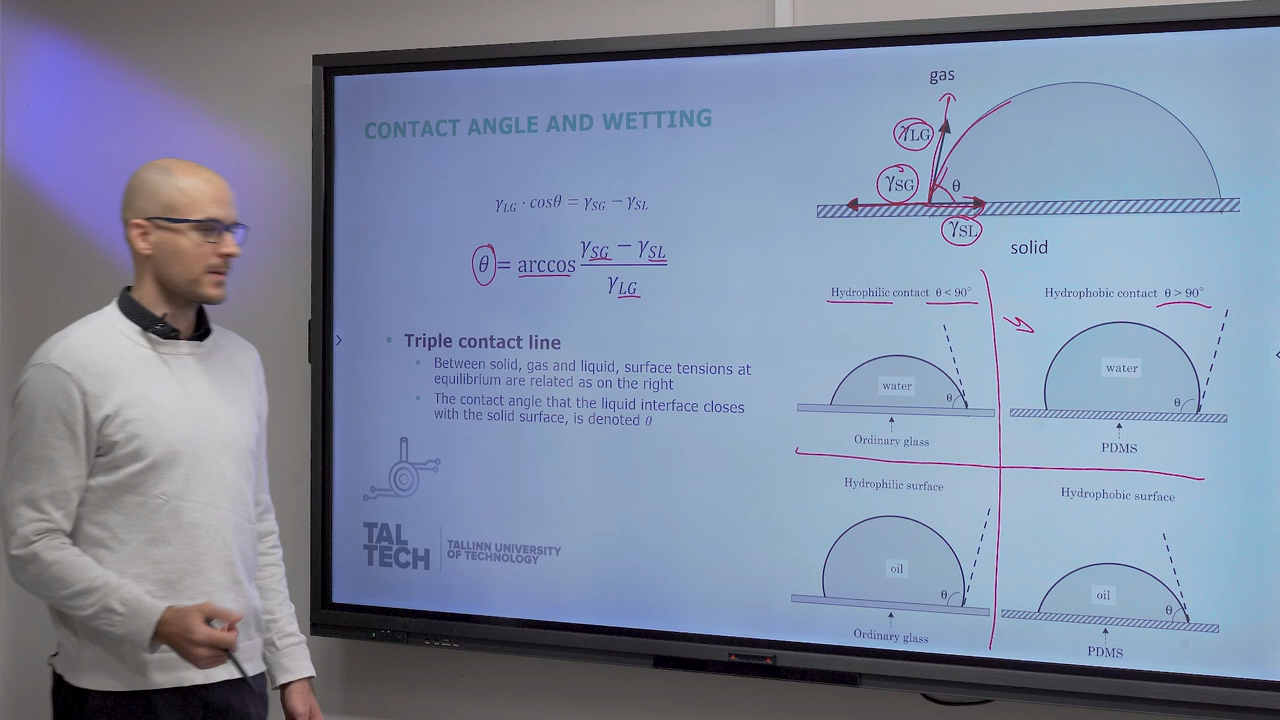 CONTACT ANGLE AND WETTING
γLG · cosθ = γSG − γSL
θ = arccos (γSG − γSL) / γLG
Triple contact line
Between solid, gas and liquid, surface tensions at
equilibrium are related as on the right
The contact angle that the liquid interface closes
with the solid surface, is denoted θ
TAL
TECH
TALLINN UNIVERSITY
OF TECHNOLOGY
gas
γLG
γSG
θ
γSL
solid
Hydrophilic contact θ < 90°
water
θ
Ordinary glass
Hydrophobic contact θ > 90°
water
θ
PDMS
Hydrophilic surface
oil
θ
Ordinary glass
Hydrophobic surface
oil
θ
PDMS